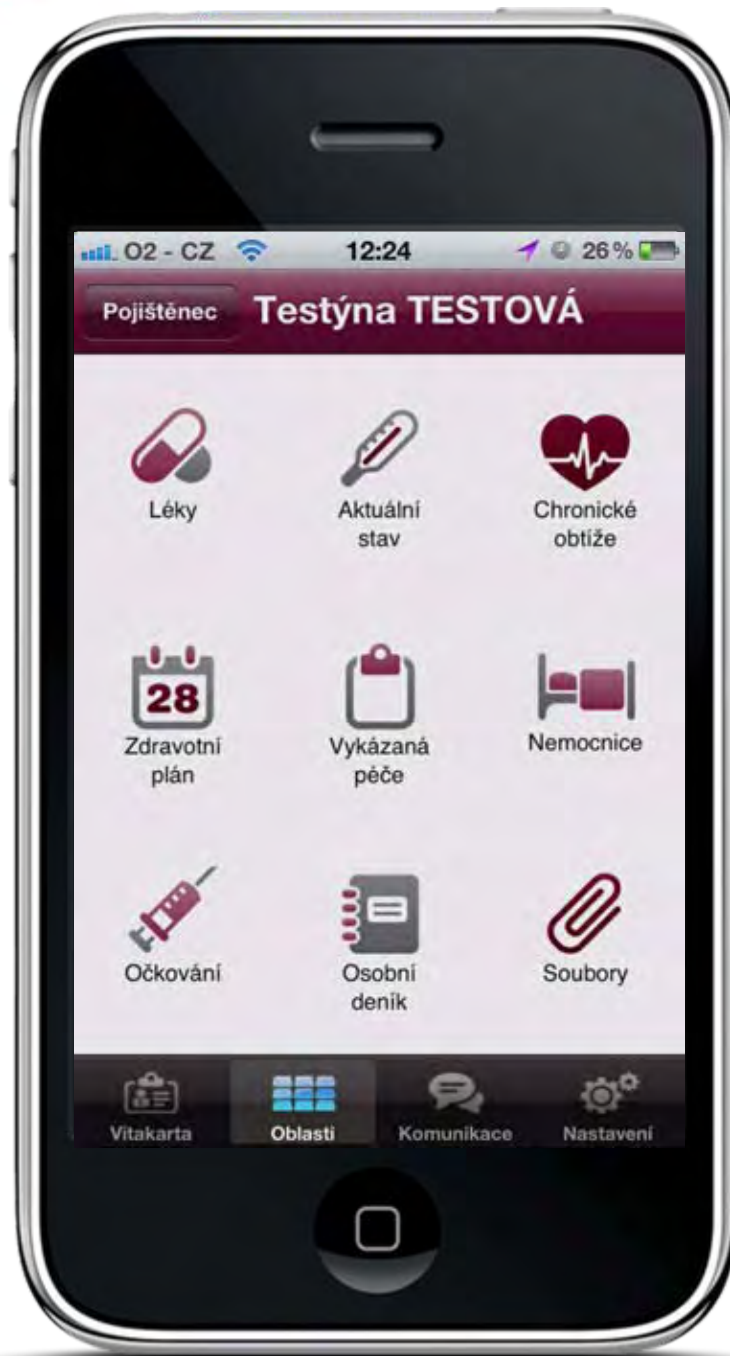 O2 - CZ 12:24 26%
Pojištěnec Testýna TESTOVÁ
Léky
Aktuální
stav
Chronické
obtíže
28
Zdravotní
plán
Vykázaná
péče
Nemocnice
Očkování
Osobní
deník
Soubory
Vitakarta Oblasti Komunikace Nastavení